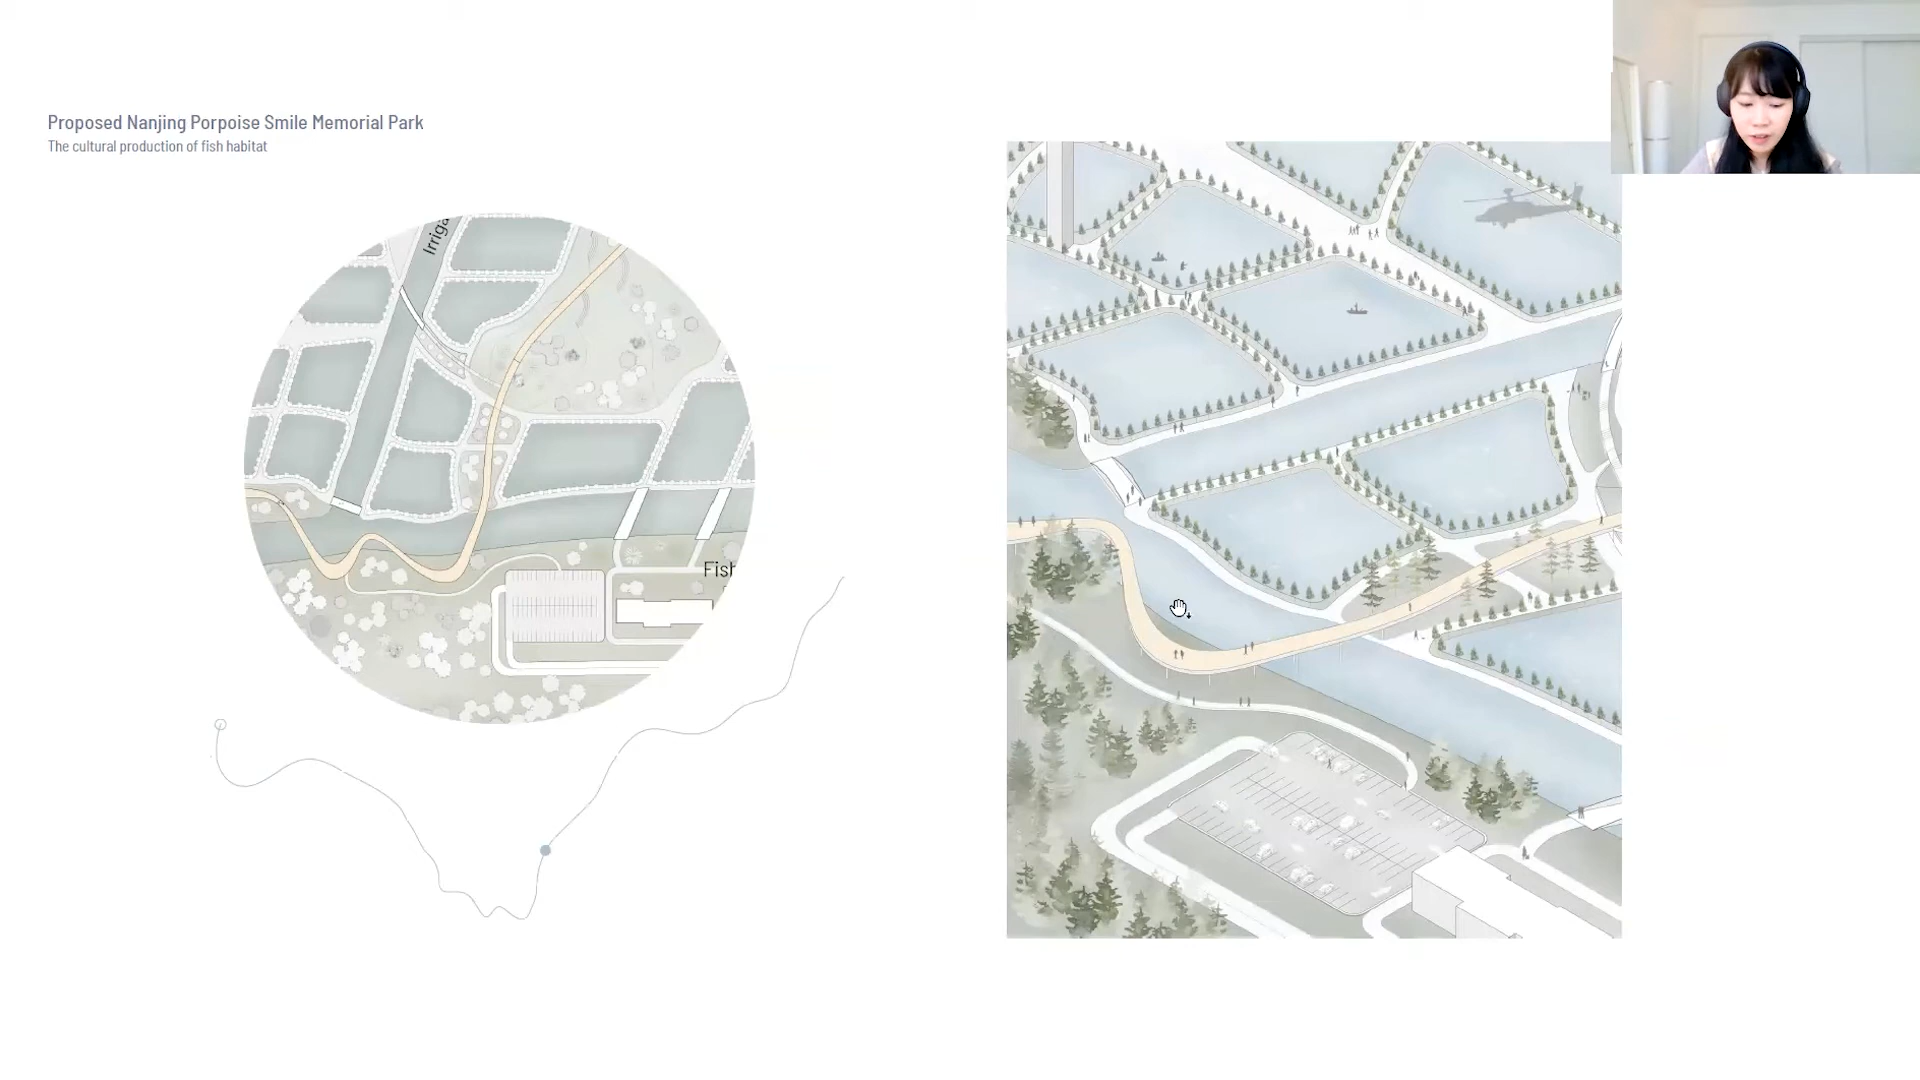 Proposed Nanjing Porpoise Smile Memorial Park
The cultural production of fish habitat
Irriga
Fish